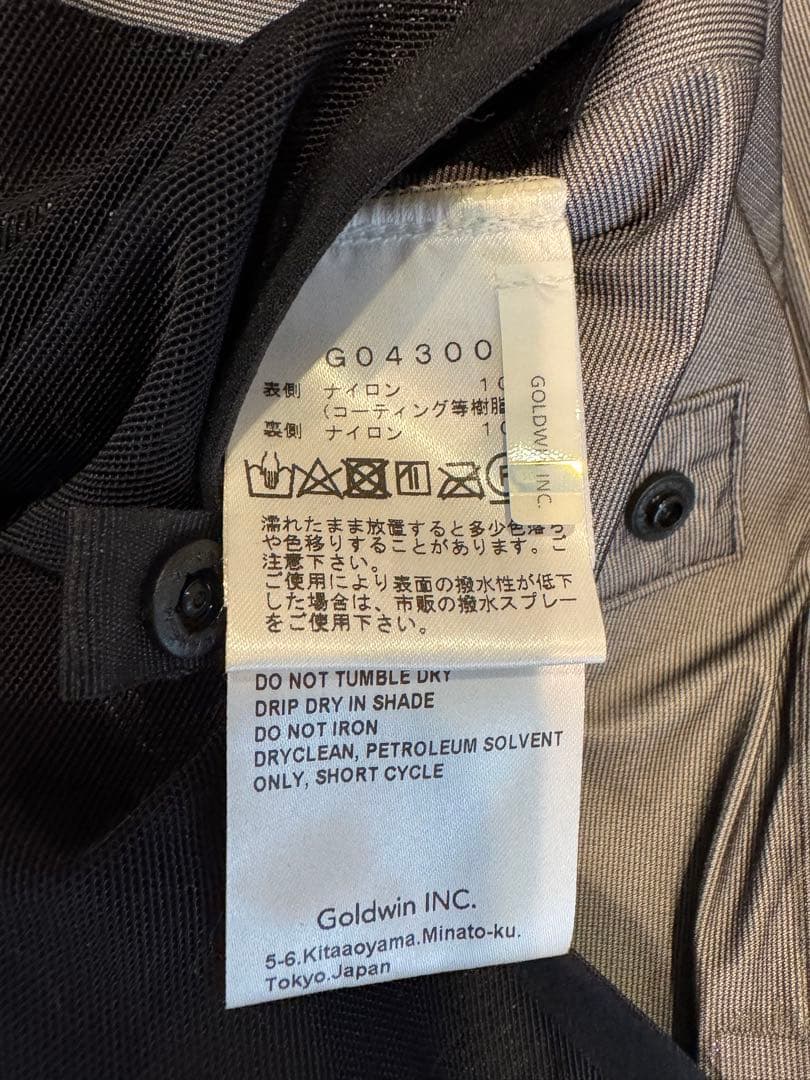 G04300
表側 ナイロン
(コーティング等樹脂
裏側 ナイロン
GOLDWIN INC.
濡れたまま放置すると多少色落ち
や色移りすることがあります。ご
注意下さい。
ご使用により表面の撥水性が低下
した場合は、市販の撥水スプレー
をご使用下さい。
DO NOT TUMBLE DRY
DRIP DRY IN SHADE
DO NOT IRON
DRYCLEAN, PETROLEUM SOLVENT
ONLY, SHORT CYCLE
Goldwin INC.
5-6.Kitaaoyama.Minato-ku.
Tokyo.Japan